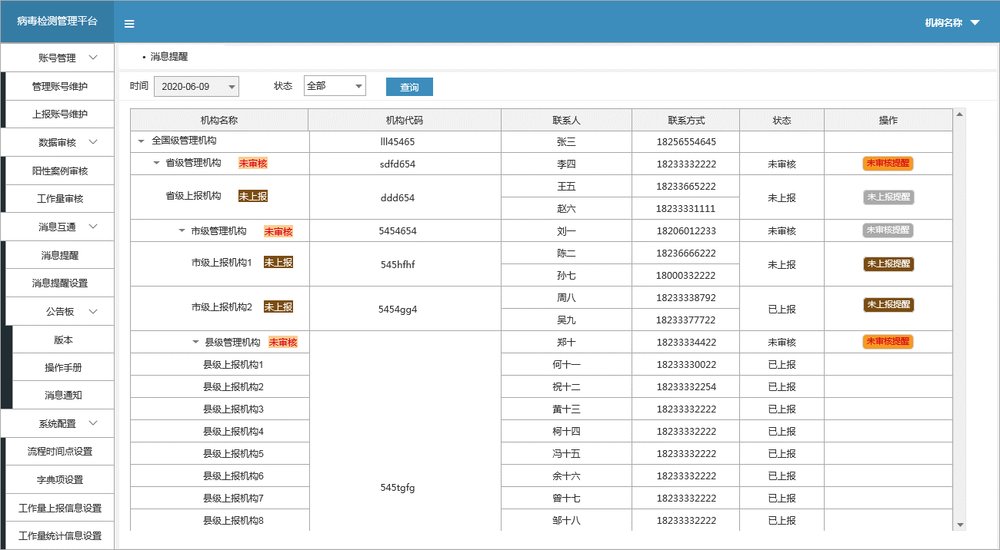 病毒检测管理平台
机构名称
账号管理
管理账号维护
上报账号维护
数据审核
阳性案例审核
工作量审核
消息互通
消息提醒
消息提醒设置
公告板
版本
操作手册
消息通知
系统配置
流程时间点设置
字典项设置
工作量上报信息设置
工作量统计信息设置
• 消息提醒
时间 2020-06-09 状态 全部 查询
机构名称 机构代码 联系人 联系方式 状态 操作
全国级管理机构 lll45465 张三 18256554645
省级管理机构 未审核 sdfd654 李四 18233332222 未审核 未审核提醒
省级上报机构 未上报 ddd654 王五 18233665222 未上报 未上报提醒
赵六 18233331111
市级管理机构 未审核 5454654 刘一 18206012233 未审核 未审核提醒
市级上报机构1 未上报 545hfhf 陈二 18236666222 未上报 未上报提醒
孙七 18000332222
市级上报机构2 未上报 5454gg4 周八 18233338792 已上报 未上报提醒
吴九 18233377722
县级管理机构 未审核 郑十 18233334422 未审核 未审核提醒
县级上报机构1 何十一 18233330022 已上报
县级上报机构2 祝十二 18233332254 已上报
县级上报机构3 黄十三 18233332222 已上报
县级上报机构4 柯十四 18233332222 已上报
县级上报机构5 冯十五 18233332222 已上报
县级上报机构6 余十六 18233332222 已上报
545tgfg
县级上报机构7 曾十七 18233332222 已上报
县级上报机构8 邹十八 18233332222 已上报